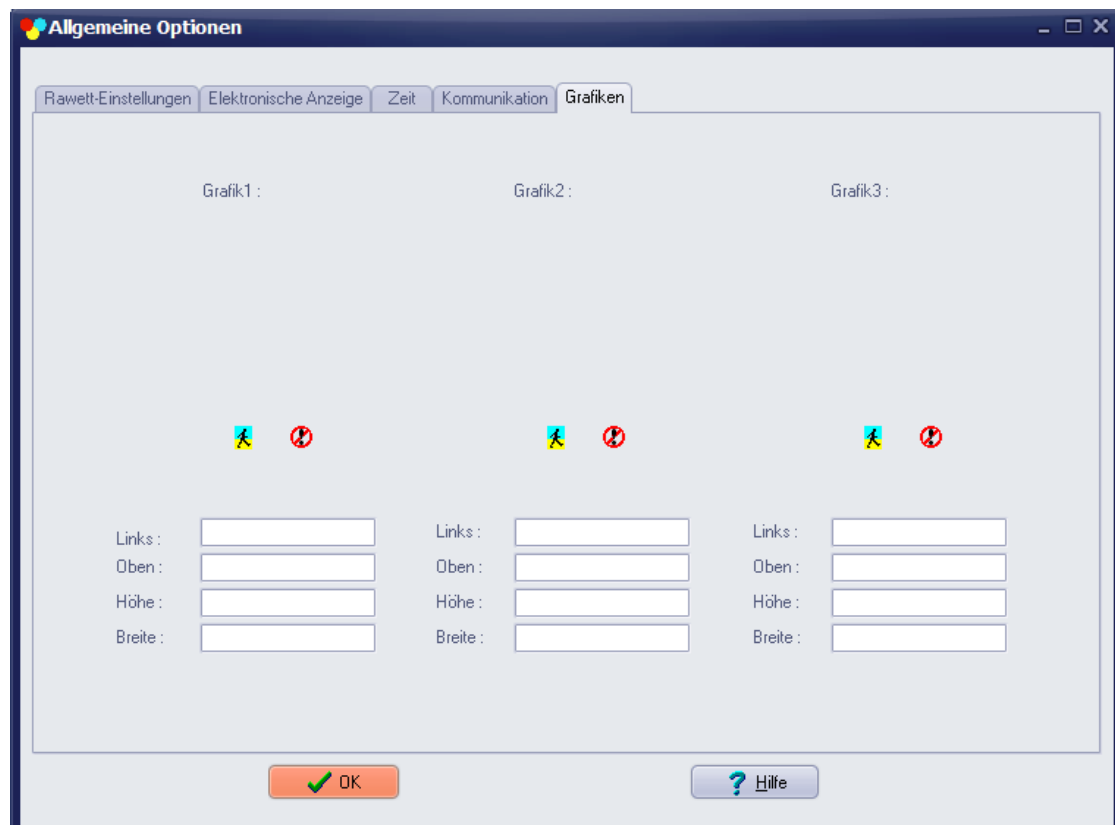 Allgemeine Optionen
Rawett-Einstellungen Elektronische Anzeige Zeit Kommunikation Grafiken
Grafik1 : Grafik2 : Grafik3 :
Links : Links : Links :
Oben : Oben : Oben :
Höhe : Höhe : Höhe :
Breite : Breite : Breite :
OK ? Hilfe